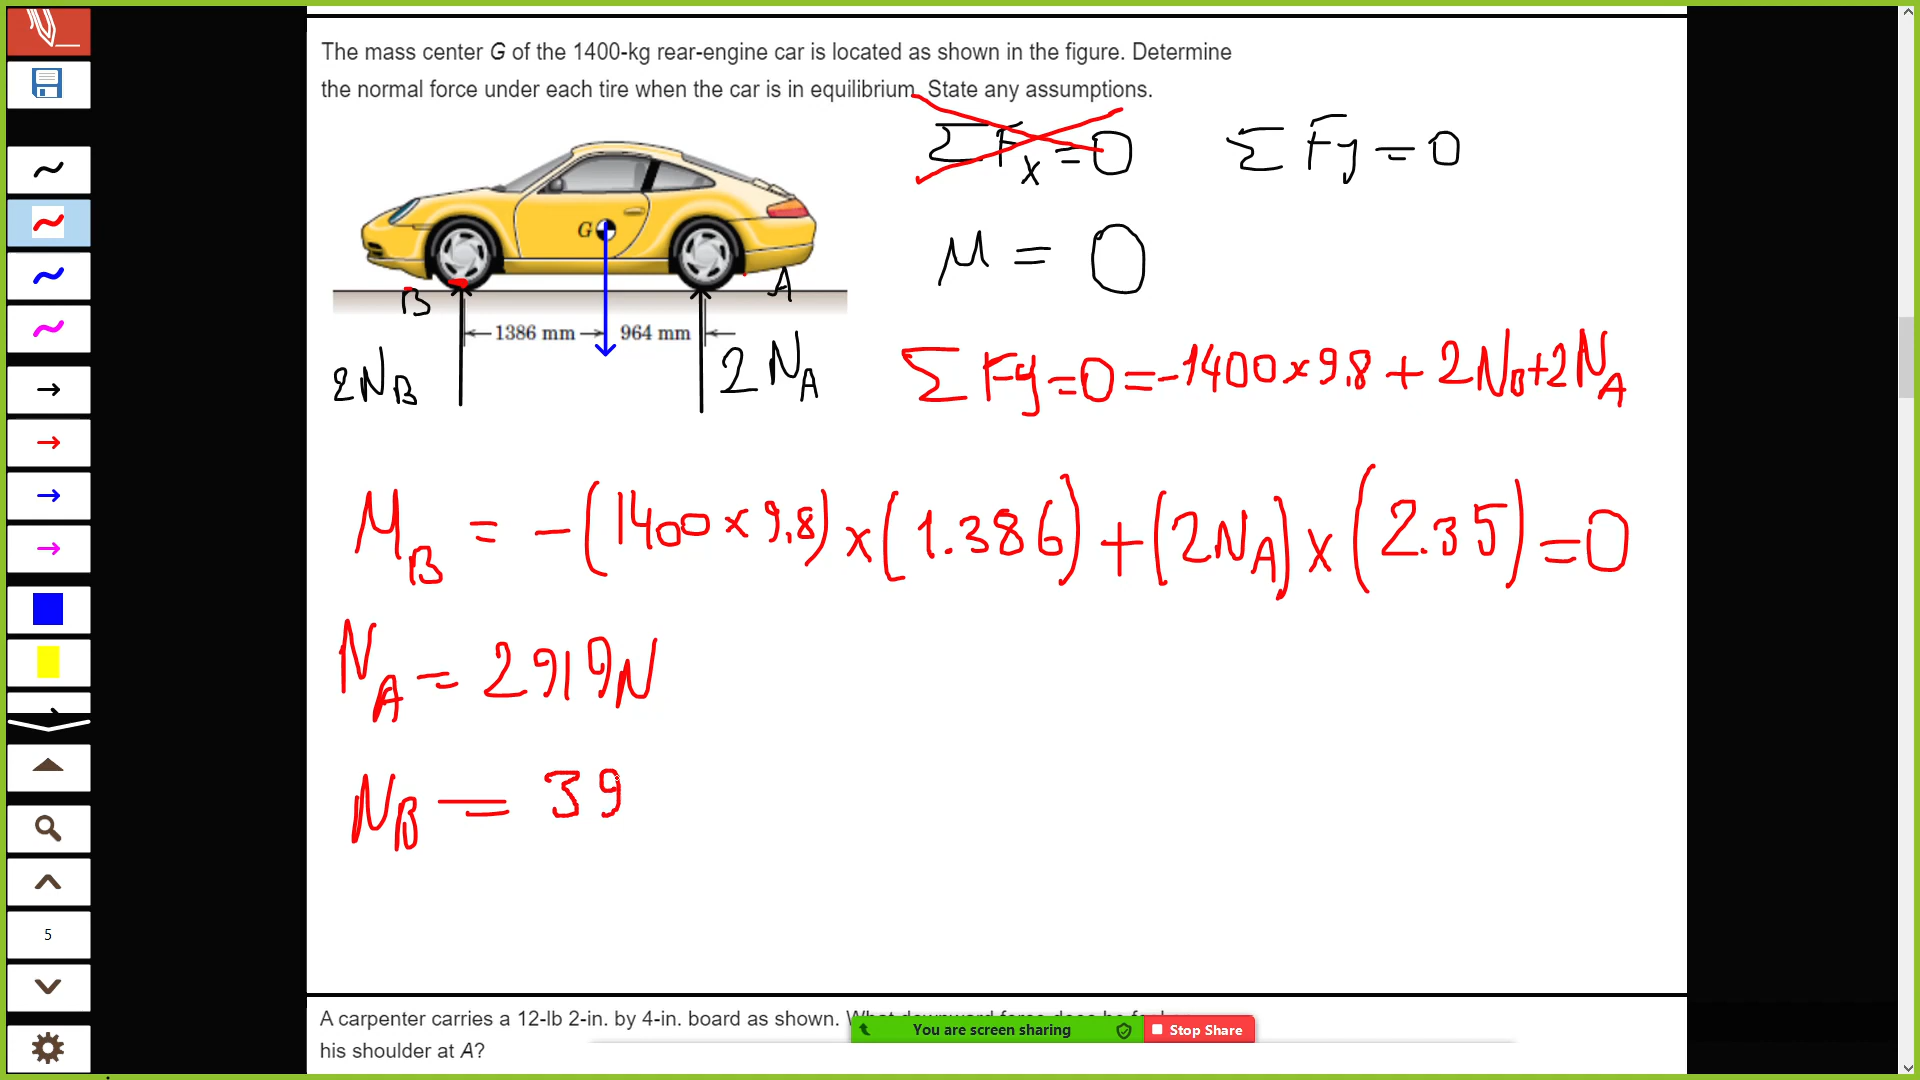 The mass center G of the 1400-kg rear-engine car is located as shown in the figure. Determine
the normal force under each tire when the car is in equilibrium. State any assumptions.
ΣFx=0 ΣFy=0
M = 0
G
B
A
1386 mm
964 mm
2NB
2NA
ΣFy=0=-1400×9.8+2NB+2NA
MB = -(1400×9.8)×(1.386)+(2NA)×(2.35)=0
NA=2919N
NB=39
5
A carpenter carries a 12-lb 2-in. by 4-in. board as shown.
his shoulder at A?
You are screen sharing
Stop Share